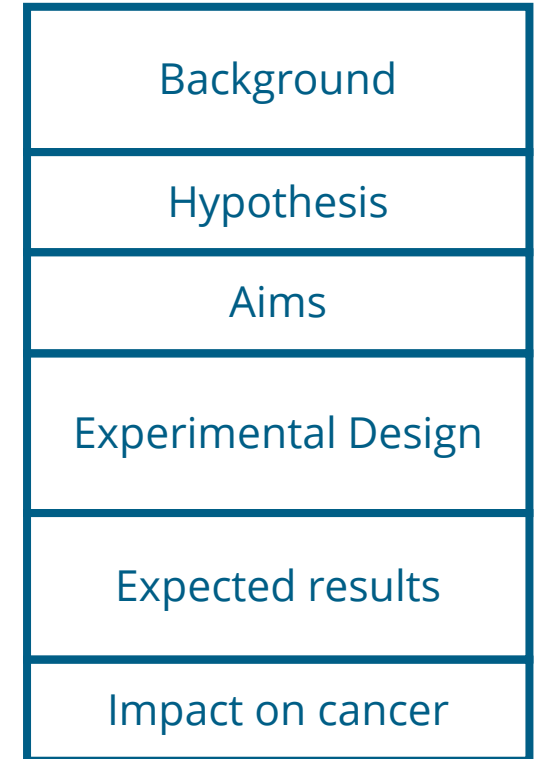 Background
Hypothesis
Aims
Experimental Design
Expected results
Impact on cancer